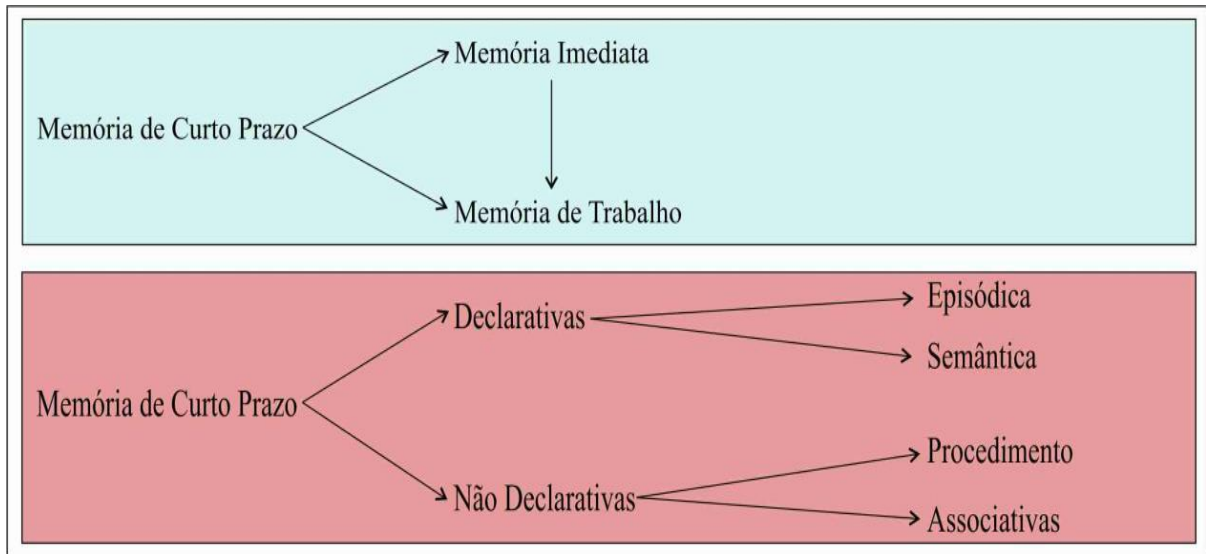 Memória Imediata
Memória de Curto Prazo
Memória de Trabalho
Episódica
Declarativas
Semântica
Memória de Curto Prazo
Procedimento
Não Declarativas
Associativas